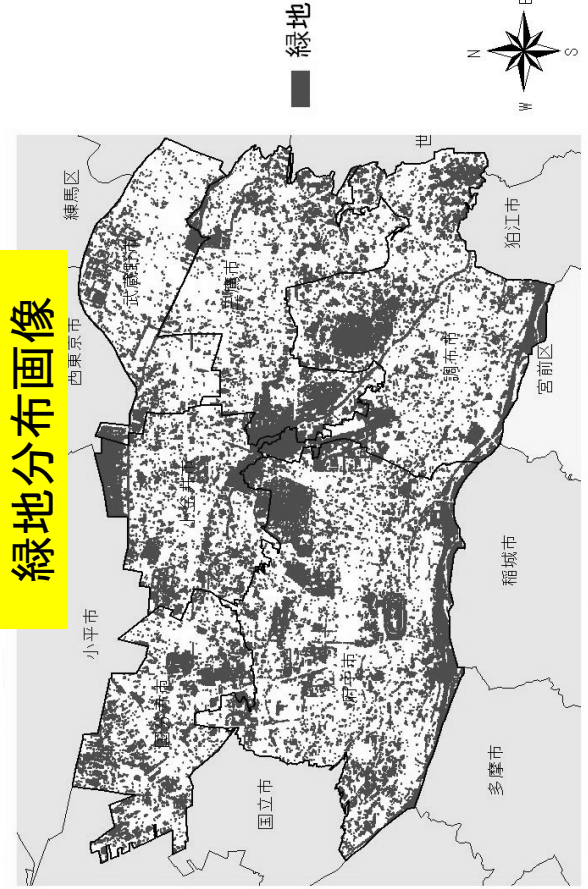 緑地分布画像
小平市
西東京市
練馬区
武蔵野市
三鷹市
小金井市
国分寺市
府中市
調布市
世
国立市
多摩市
稲城市
宮前区
狛江市
緑地
N
W
E
S